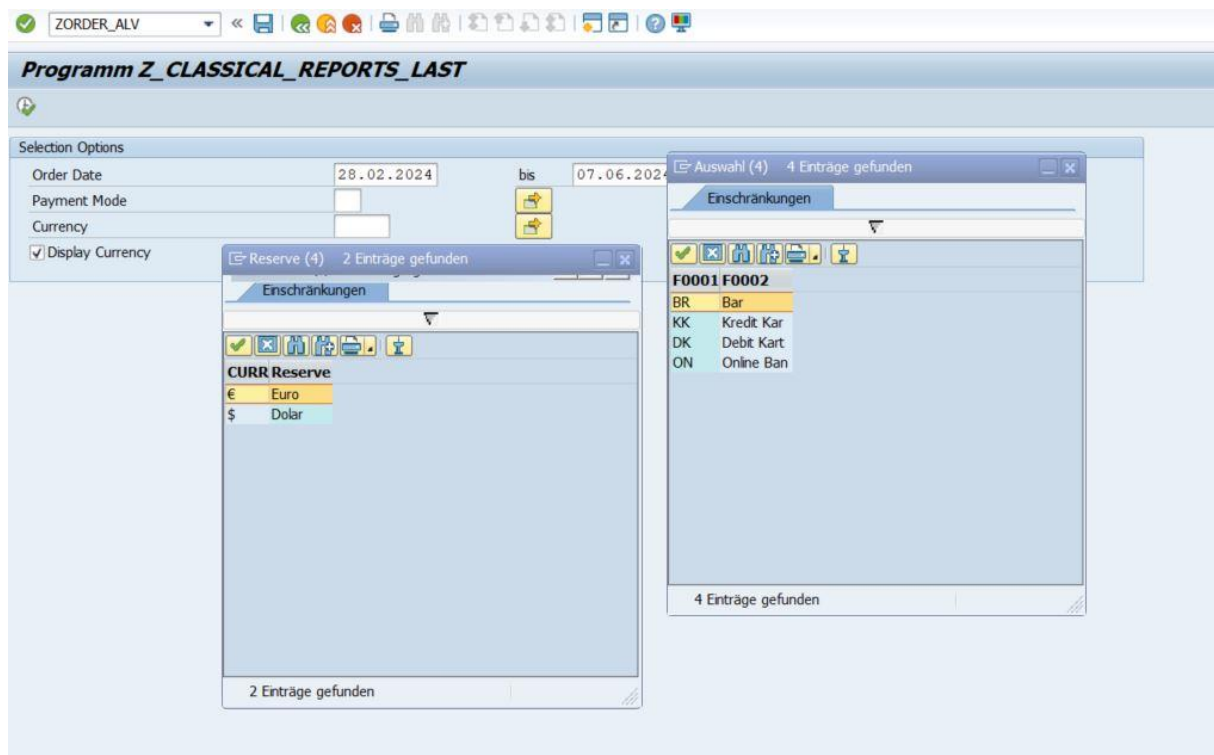 ZORDER_ALV
Programm Z_CLASSICAL_REPORTS_LAST
Selection Options
Order Date 28.02.2024 bis 07.06.2024
Payment Mode
Currency
Display Currency
Reserve (4) 2 Einträge gefunden
Einschränkungen
CURR Reserve
€ Euro
$ Dolar
2 Einträge gefunden
Auswahl (4) 4 Einträge gefunden
Einschränkungen
F0001 F0002
BR Bar
KK Kredit Kar
DK Debit Kart
ON Online Ban
4 Einträge gefunden